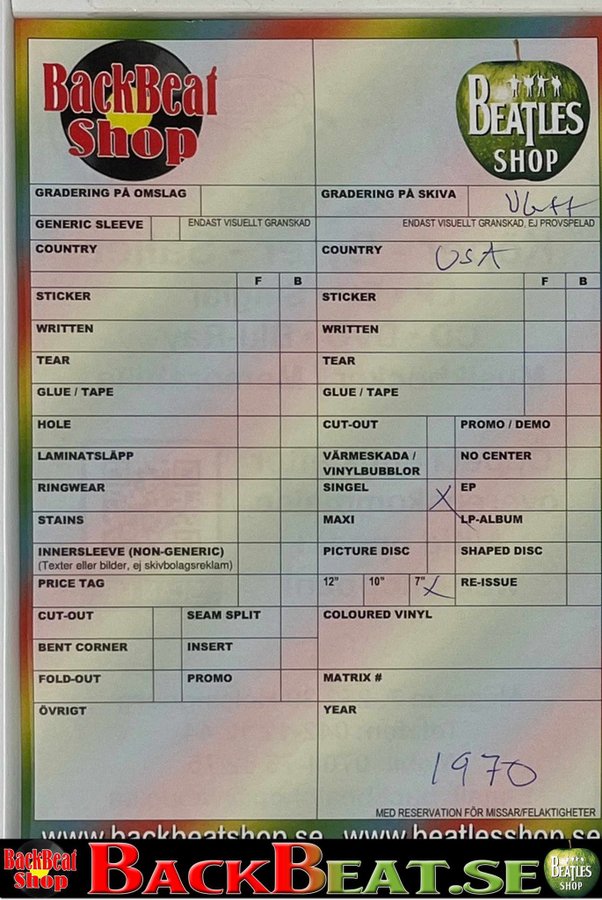 BackBeat
Shop
BEATLES
SHOP
GRADERING PÅ OMSLAG
GRADERING PÅ SKIVA VG++
GENERIC SLEEVE ENDAST VISUELLT GRANSKAD
ENDAST VISUELLT GRANSKAD, EJ PROVSPELAD
COUNTRY
COUNTRY USA
F B
F B
STICKER
STICKER
WRITTEN
WRITTEN
TEAR
TEAR
GLUE / TAPE
GLUE / TAPE
HOLE
CUT-OUT PROMO / DEMO
LAMINATSLÄPP
VÄRMESKADA / NO CENTER
VINYLBUBBLOR
RINGWEAR
SINGEL X EP
STAINS
MAXI LP-ALBUM
INNERSLEEVE (NON-GENERIC)
(Texter eller bilder, ej skivbolagsreklam)
PICTURE DISC SHAPED DISC
PRICE TAG
12" 10" 7" X RE-ISSUE
CUT-OUT SEAM SPLIT
COLOURED VINYL
BENT CORNER INSERT
FOLD-OUT PROMO
MATRIX #
ÖVRIGT
YEAR
1970
MED RESERVATION FÖR MISSAR/FELAKTIGHETER
www.backbeatshop.se www.beatlesshop.se
BackBeat
Shop
BACKBEAT.SE
BEATLES
SHOP